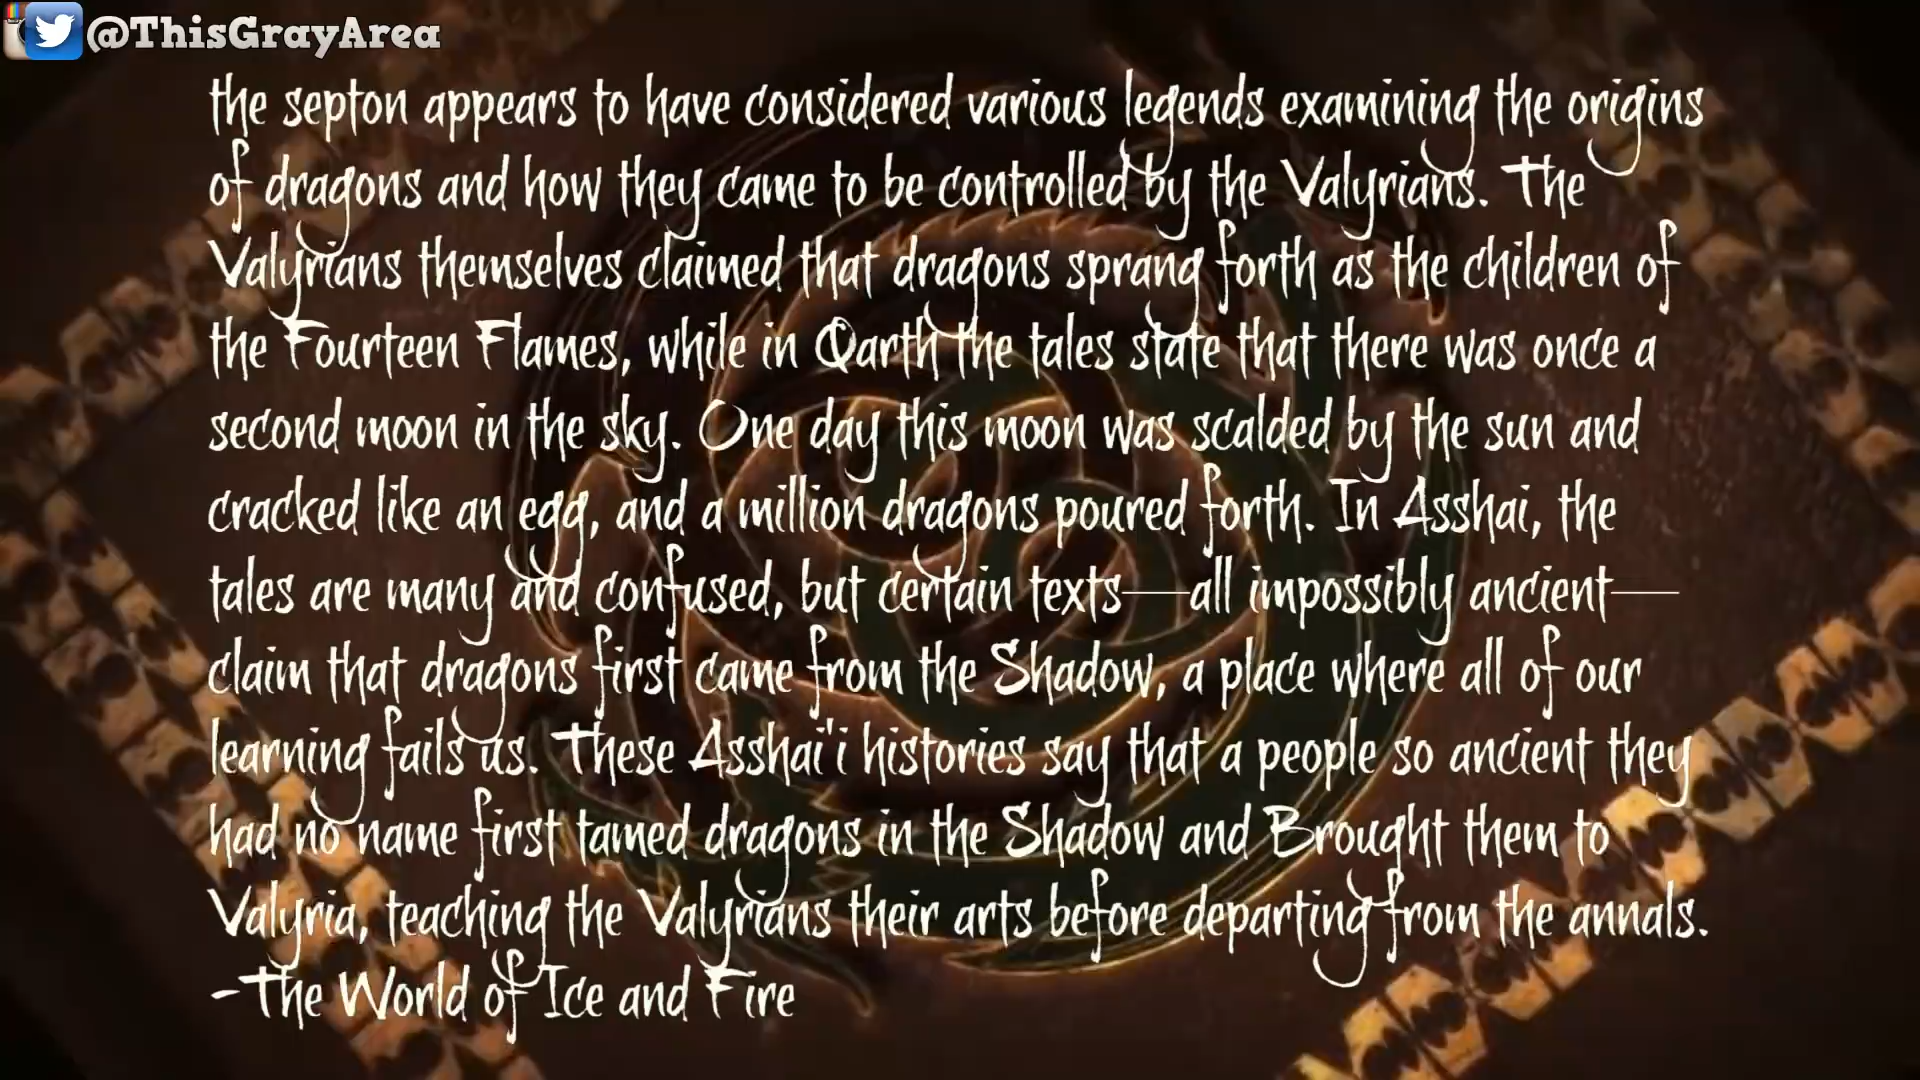 @ThisGrayArea
the septon appears to have considered various legends examining the origins
of dragons and how they came to be controlled by the Valyrians. The
Valyrians themselves claimed that dragons sprang forth as the children of
the Fourteen Flames, while in Qarth the tales state that there was once a
second moon in the sky. One day this moon was scalded by the sun and
cracked like an egg, and a million dragons poured forth. In Asshai, the
tales are many and confused, but certain texts—all impossibly ancient—
claim that dragons first came from the Shadow, a place where all of our
learning fails us. These Asshai'i histories say that a people so ancient they
had no name first tamed dragons in the Shadow and Brought them to
Valyria, teaching the Valyrians their arts before departing from the annals.
-The World of Ice and Fire